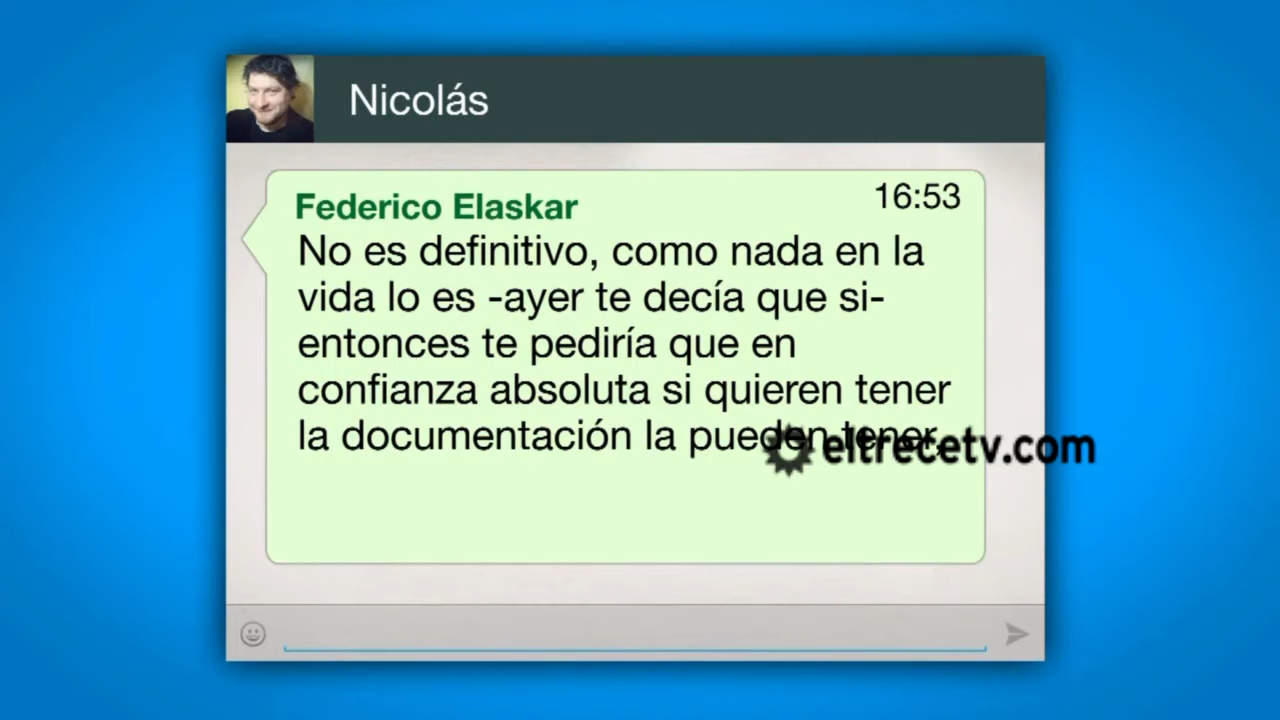 Nicolás
Federico Elaskar
16:53
No es definitivo, como nada en la
vida lo es -ayer te decía que si-
entonces te pediría que en
confianza absoluta si quieren tener
la documentación la pueden tener,
eltrecetv.com